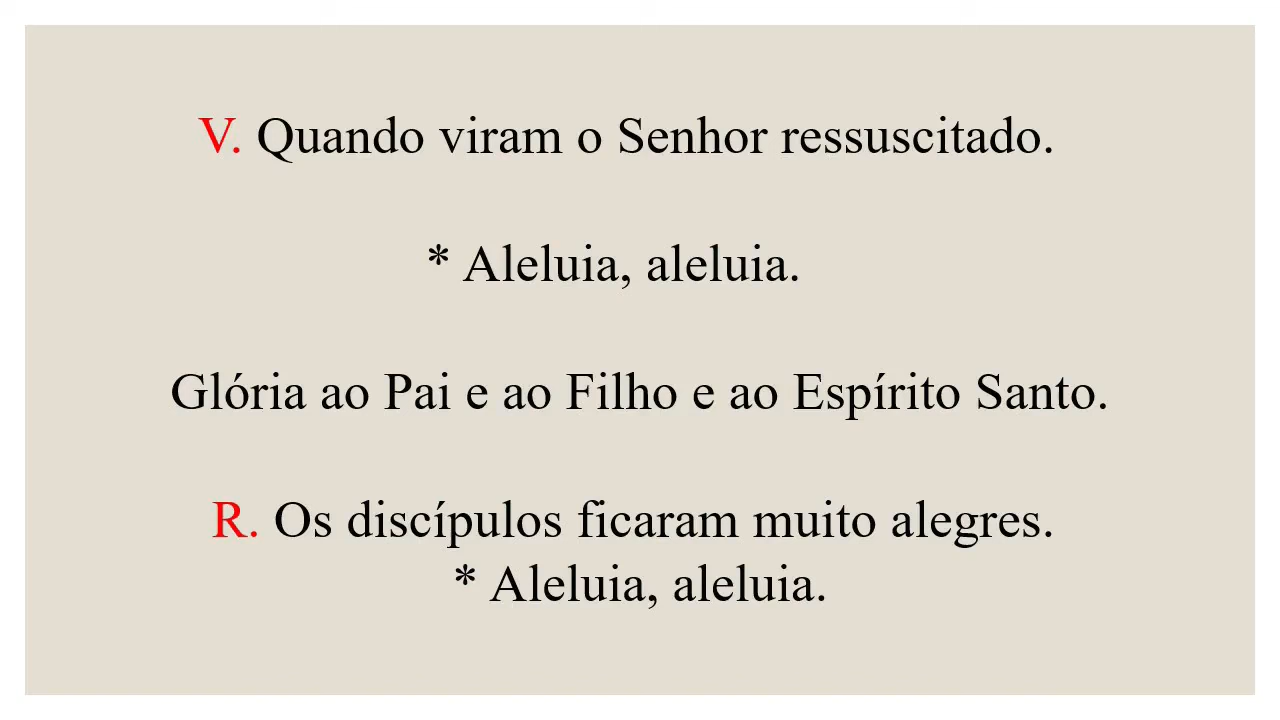 V. Quando viram o Senhor ressuscitado.
* Aleluia, aleluia.
Glória ao Pai e ao Filho e ao Espírito Santo.
R. Os discípulos ficaram muito alegres.
* Aleluia, aleluia.